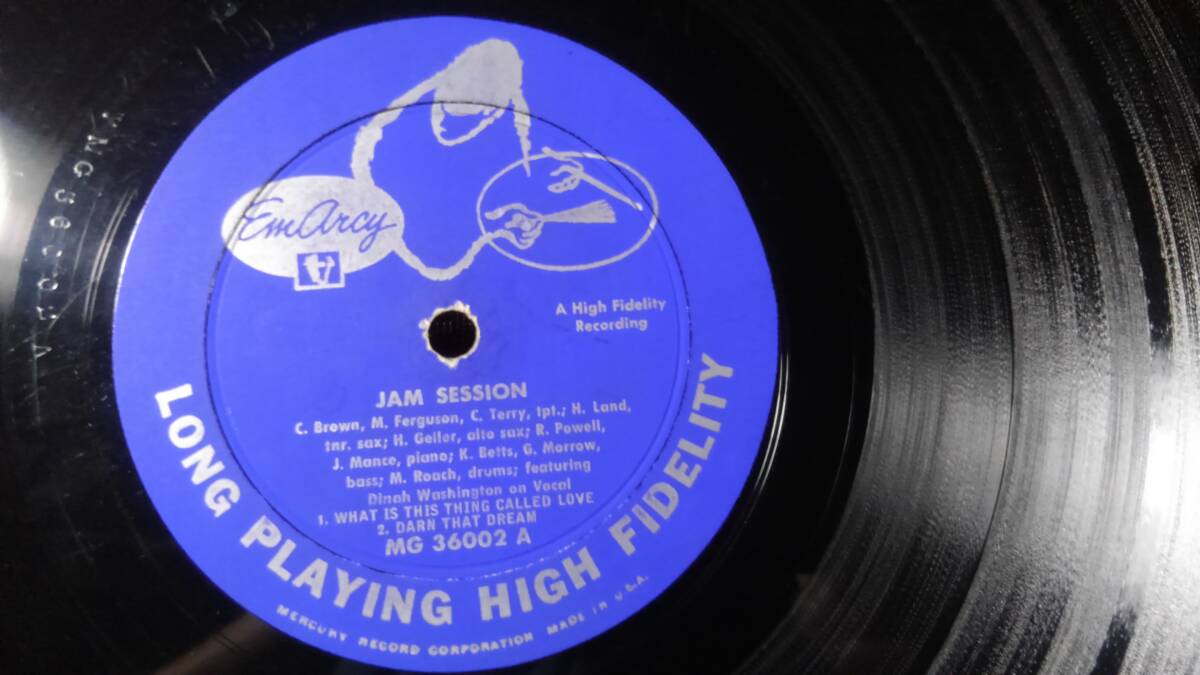 EmArcy
A High Fidelity
Recording
JAM SESSION
C. Brown, M. Ferguson, C. Terry, tpt.; H. Land,
tnr. sax; H. Geller, alto sax; R. Powell,
J. Mance, piano; K. Betts, G. Morrow,
bass; M. Roach, drums; featuring
Dinah Washington on Vocal
1. WHAT IS THIS THING CALLED LOVE
2. DARN THAT DREAM
MG 36002 A
LONG PLAYING HIGH FIDELITY
MERCURY RECORD CORPORATION MADE IN U.S.A.